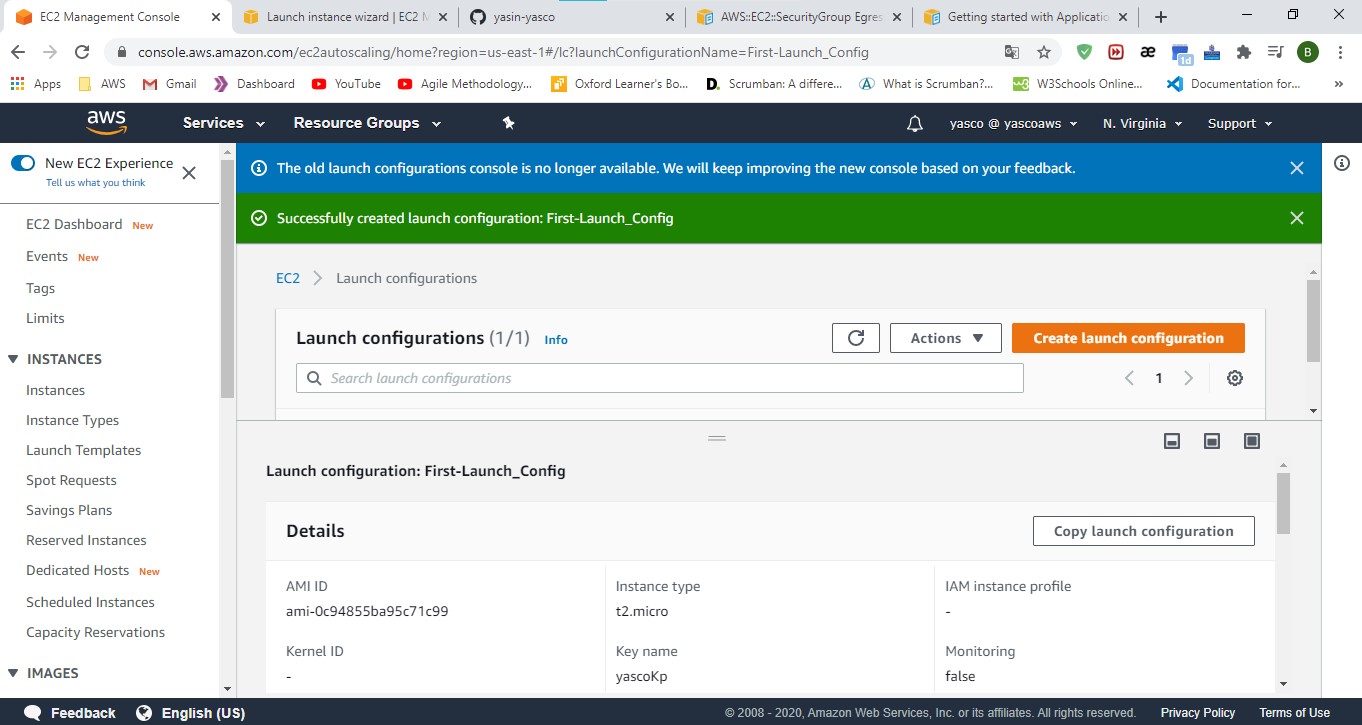 EC2 Management Console
Launch instance wizard | EC2 M
yasin-yasco
AWS::EC2::SecurityGroup Egres
Getting started with Applicatio
console.aws.amazon.com/ec2autoscaling/home?region=us-east-1#/lc?launchConfigurationName=First-Launch_Config
æ
1d
B
Apps
AWS
Gmail
Dashboard
YouTube
Agile Methodology...
Oxford Learner's Bo...
D. Scrumban: A differe...
What is Scrumban?...
W3Schools Online...
Documentation for...
»
aws
Services
Resource Groups
yasco @ yascoaws
N. Virginia
Support
New EC2 Experience
Tell us what you think
EC2 Dashboard New
Events New
Tags
Limits
INSTANCES
Instances
Instance Types
Launch Templates
Spot Requests
Savings Plans
Reserved Instances
Dedicated Hosts New
Scheduled Instances
Capacity Reservations
IMAGES
The old launch configurations console is no longer available. We will keep improving the new console based on your feedback.
Successfully created launch configuration: First-Launch_Config
EC2 > Launch configurations
Launch configurations (1/1) Info
Actions
Create launch configuration
Search launch configurations
1
Launch configuration: First-Launch_Config
Details
Copy launch configuration
AMI ID
ami-0c94855ba95c71c99
Instance type
t2.micro
IAM instance profile
-
Kernel ID
-
Key name
yascoKp
Monitoring
false
Feedback
English (US)
© 2008 - 2020, Amazon Web Services, Inc. or its affiliates. All rights reserved.
Privacy Policy
Terms of Use